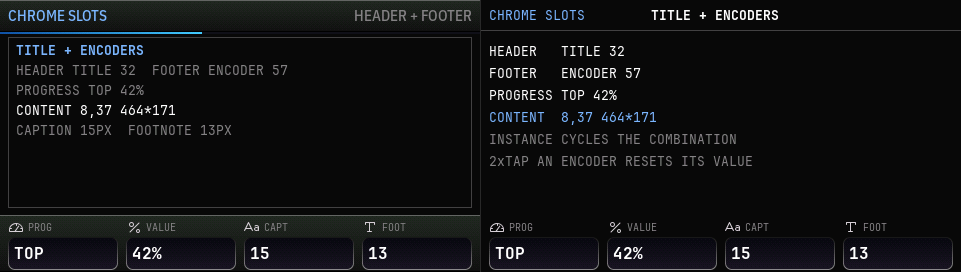 CHROME SLOTS HEADER + FOOTER
TITLE + ENCODERS
HEADER TITLE 32 FOOTER ENCODER 57
PROGRESS TOP 42%
CONTENT 8,37 464*171
CAPTION 15PX FOOTNOTE 13PX
PROG VALUE CAPT FOOT
TOP 42% 15 13
CHROME SLOTS TITLE + ENCODERS
HEADER TITLE 32
FOOTER ENCODER 57
PROGRESS TOP 42%
CONTENT 8,37 464*171
INSTANCE CYCLES THE COMBINATION
2xTAP AN ENCODER RESETS ITS VALUE
PROG VALUE CAPT FOOT
TOP 42% 15 13